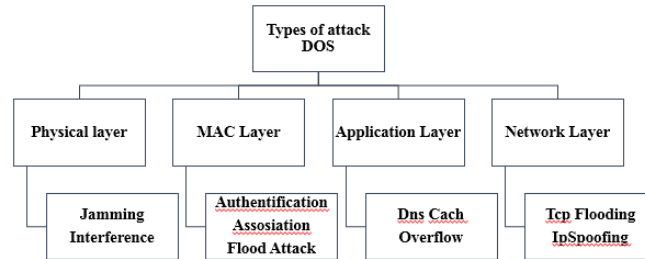 Types of attack
DOS
Physical layer
MAC Layer
Application Layer
Network Layer
Jamming
Interference
Authentification
Assosiation
Flood Attack
Dns Cach
Overflow
Tcp Flooding
IpSpoofing